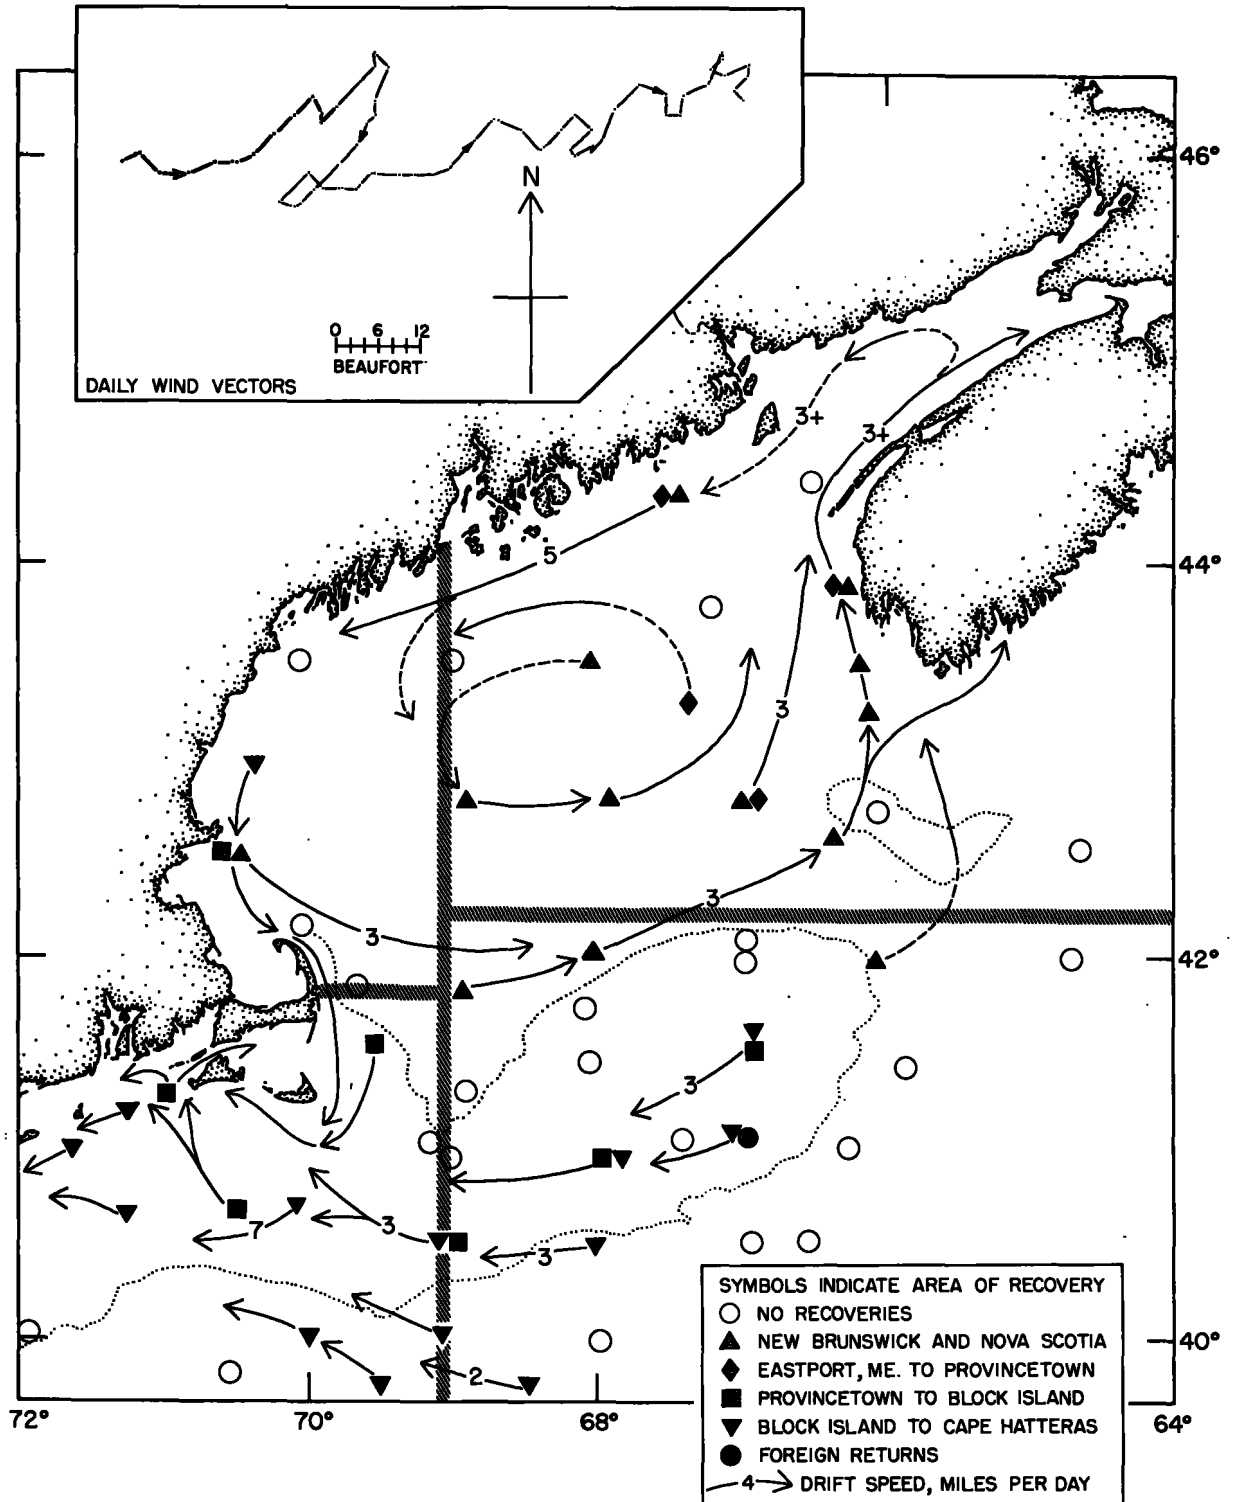 N
0 6 12
BEAUFORT
DAILY WIND VECTORS
46°
3+
3+
5
44°
3
3
3
42°
3
7
3
3
2
40°
72°
70°
68°
64°
SYMBOLS INDICATE AREA OF RECOVERY
NO RECOVERIES
NEW BRUNSWICK AND NOVA SCOTIA
EASTPORT, ME. TO PROVINCETOWN
PROVINCETOWN TO BLOCK ISLAND
BLOCK ISLAND TO CAPE HATTERAS
FOREIGN RETURNS
4 DRIFT SPEED, MILES PER DAY